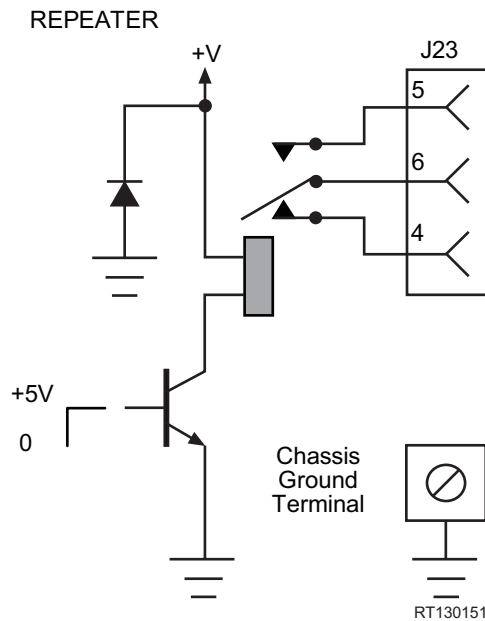 REPEATER
+V
J23
5
6
4
+5V
0
Chassis
Ground
Terminal
RT130151